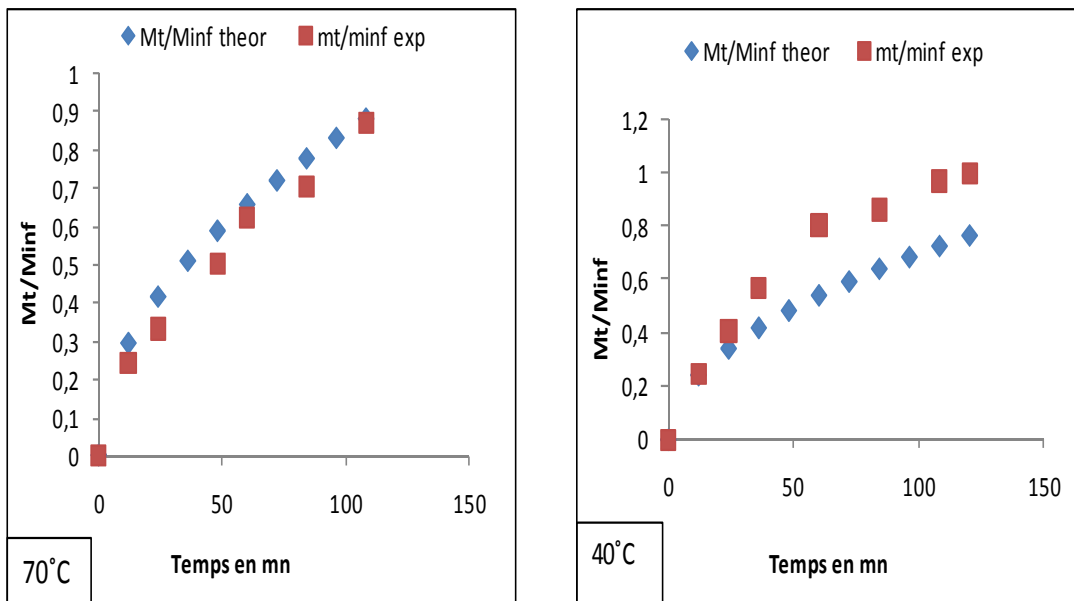 Mt/Minf theor mt/minf exp
1
0,9
0,8
0,7
0,6
0,5
0,4
0,3
0,2
0,1
0
Mt/Minf
0 50 100 150
Temps en mn
70°C
Mt/Minf theor mt/minf exp
1,2
1
0,8
0,6
0,4
0,2
0
Mt/Minf
0 50 100 150
Temps en mn
40°C